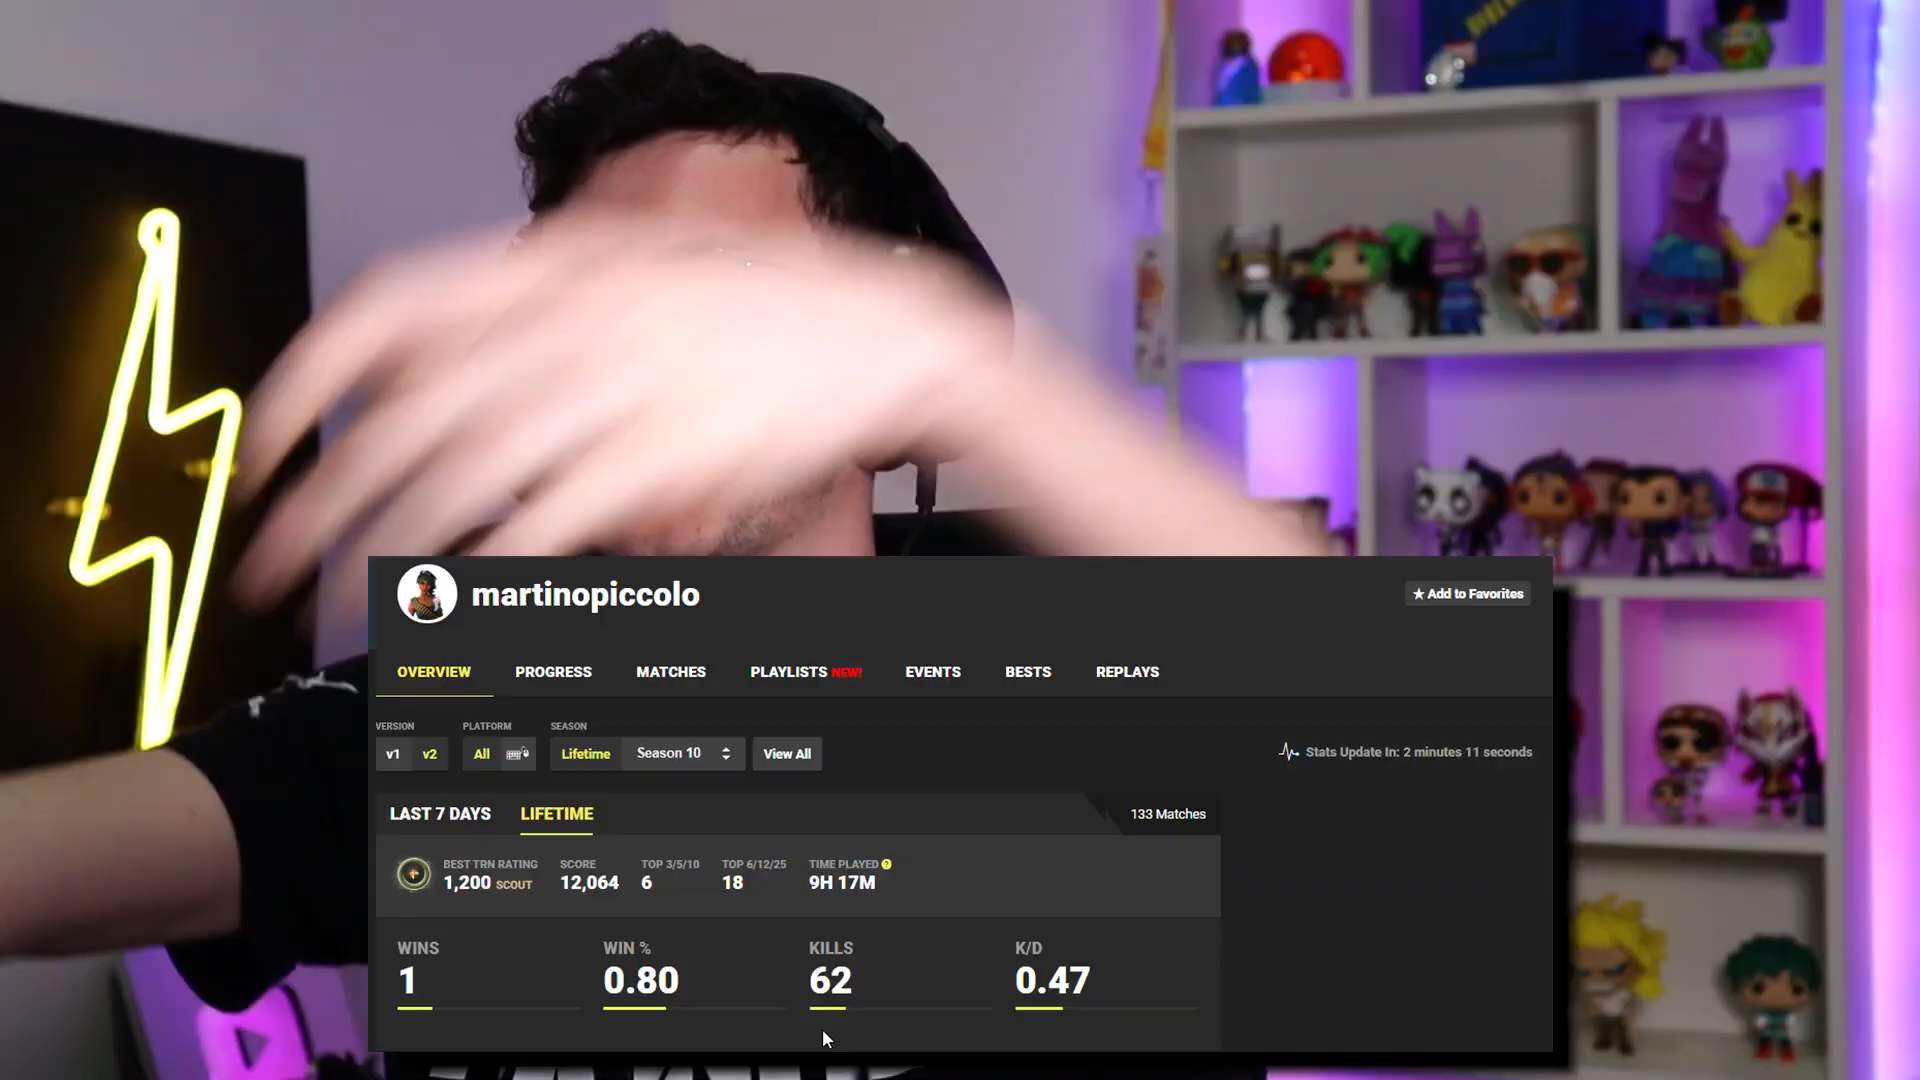 martinopiccolo
★ Add to Favorites
OVERVIEW PROGRESS MATCHES PLAYLISTS NEW! EVENTS BESTS REPLAYS
VERSION PLATFORM SEASON
v1 v2 All Lifetime Season 10 View All
Stats Update In: 2 minutes 11 seconds
LAST 7 DAYS LIFETIME 133 Matches
BEST TRN RATING SCORE TOP 3/5/10 TOP 6/12/25 TIME PLAYED ?
1,200 SCOUT 12,064 6 18 9H 17M
WINS WIN % KILLS K/D
1 0.80 62 0.47